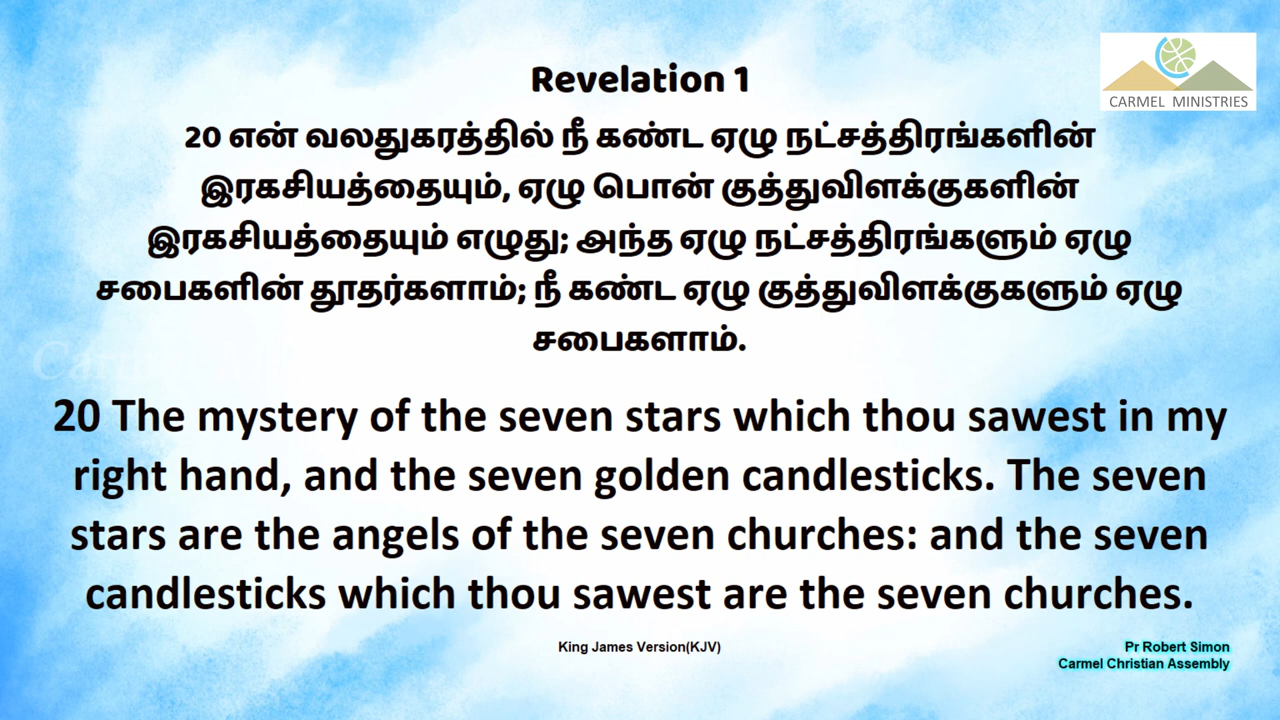 CARMEL MINISTRIES
Revelation 1
20 என் வலதுகரத்தில் நீ கண்ட ஏழு நட்சத்திரங்களின்
இரகசியத்தையும், ஏழு பொன் குத்துவிளக்குகளின்
இரகசியத்தையும் எழுது; அந்த ஏழு நட்சத்திரங்களும் ஏழு
சபைகளின் தூதர்களாம்; நீ கண்ட ஏழு குத்துவிளக்குகளும் ஏழு
சபைகளாம்.
20 The mystery of the seven stars which thou sawest in my
right hand, and the seven golden candlesticks. The seven
stars are the angels of the seven churches: and the seven
candlesticks which thou sawest are the seven churches.
King James Version(KJV)
Pr Robert Simon
Carmel Christian Assembly